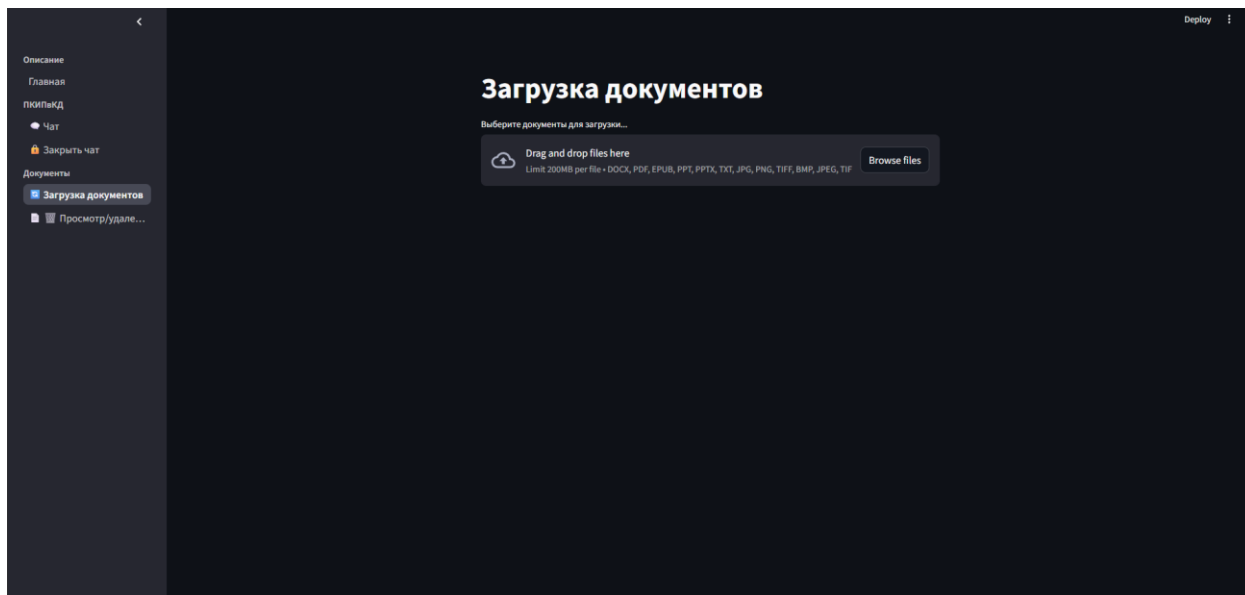 Deploy
Описание
Главная
ПКИПвКД
Чат
Закрыть чат
Документы
Загрузка документов
Просмотр/удале...
Загрузка документов
Выберите документы для загрузки...
Drag and drop files here
Limit 200MB per file • DOCX, PDF, EPUB, PPT, PPTX, TXT, JPG, PNG, TIFF, BMP, JPEG, TIF
Browse files